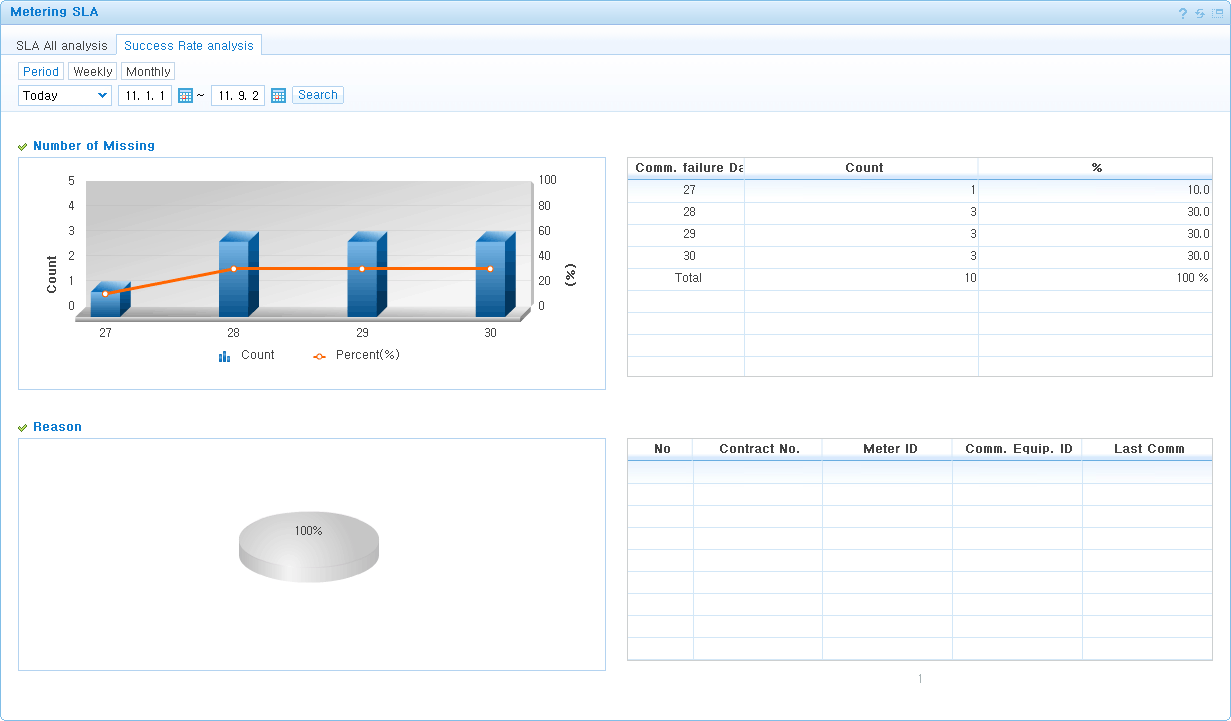 Metering SLA
?
SLA All analysis Success Rate analysis
Period Weekly Monthly
Today 11. 1. 1 ~ 11. 9. 2 Search
Number of Missing
5 100
4 80
3 60
2 40
1 20
0 0
Count
(%)
27 28 29 30
Count Percent(%)
Comm. failure Da Count %
27 1 10.0
28 3 30.0
29 3 30.0
30 3 30.0
Total 10 100 %
Reason
100%
No Contract No. Meter ID Comm. Equip. ID Last Comm
1